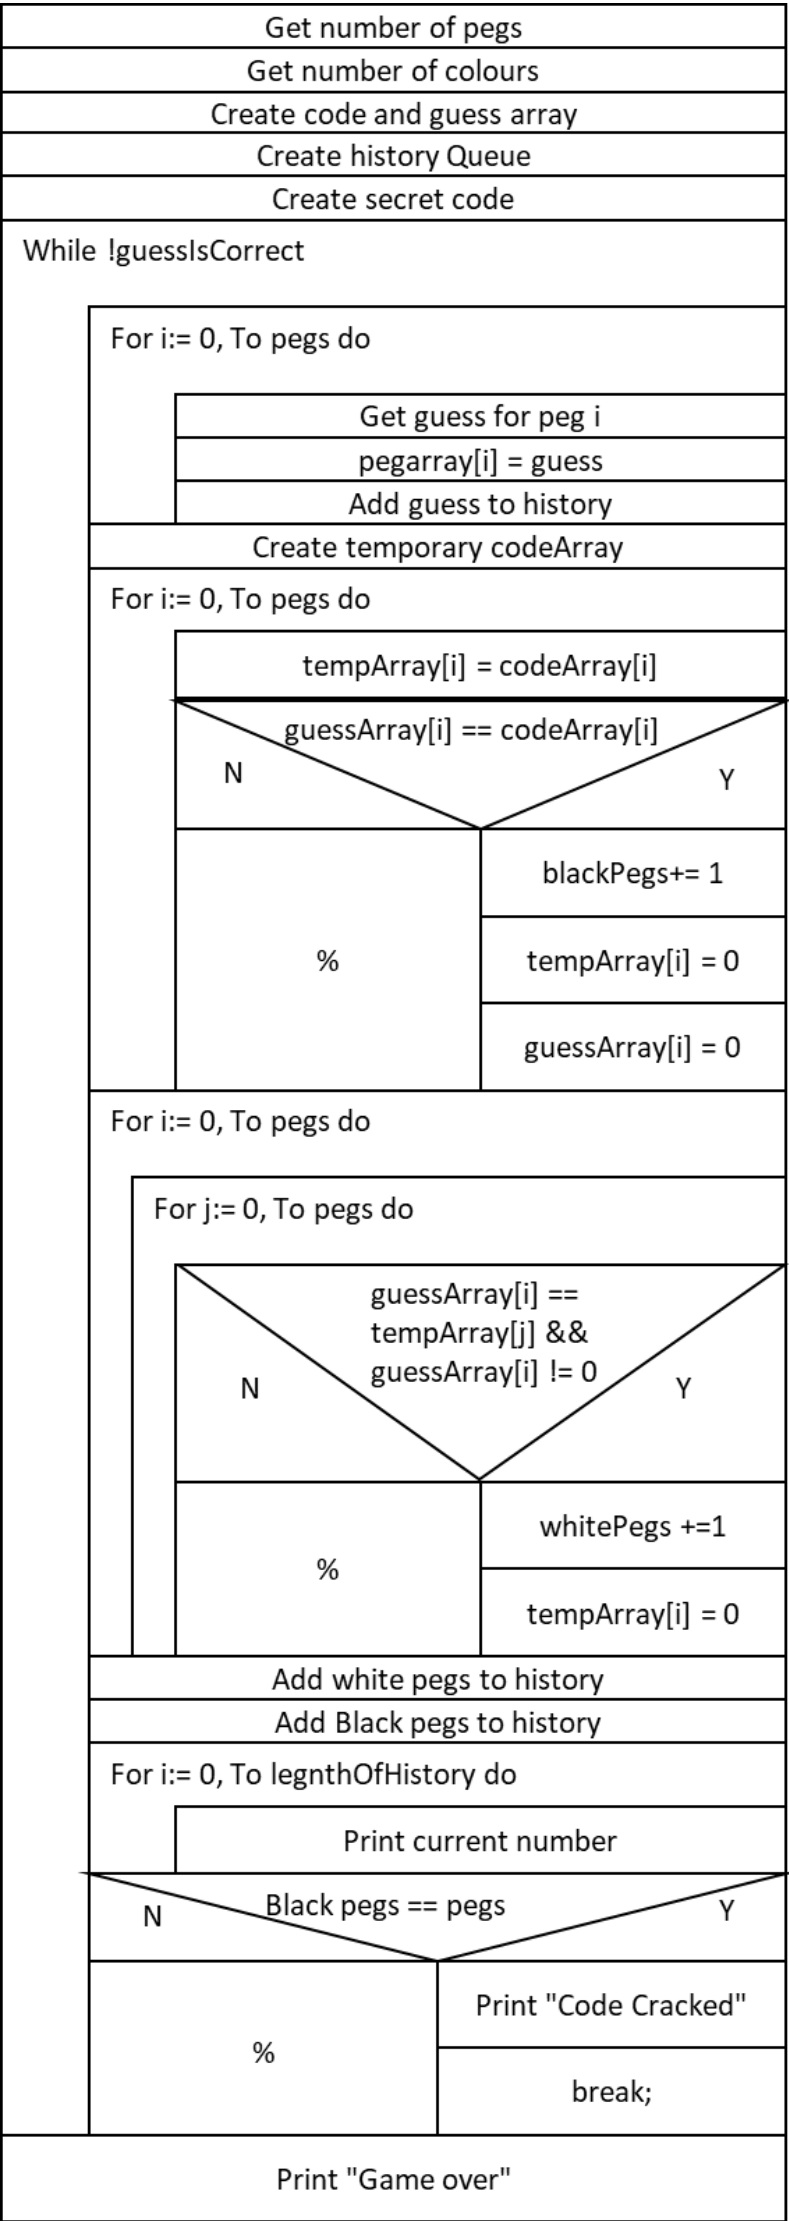 Get number of pegs
Get number of colours
Create code and guess array
Create history Queue
Create secret code
While !guessIsCorrect
For i:= 0, To pegs do
Get guess for peg i
pegarray[i] = guess
Add guess to history
Create temporary codeArray
For i:= 0, To pegs do
tempArray[i] = codeArray[i]
guessArray[i] == codeArray[i]
N
Y
%
blackPegs+= 1
tempArray[i] = 0
guessArray[i] = 0
For i:= 0, To pegs do
For j:= 0, To pegs do
guessArray[i] ==
tempArray[j] &&
guessArray[i] != 0
N
Y
%
whitePegs +=1
tempArray[i] = 0
Add white pegs to history
Add Black pegs to history
For i:= 0, To legnthOfHistory do
Print current number
Black pegs == pegs
N
Y
%
Print "Code Cracked"
break;
Print "Game over"